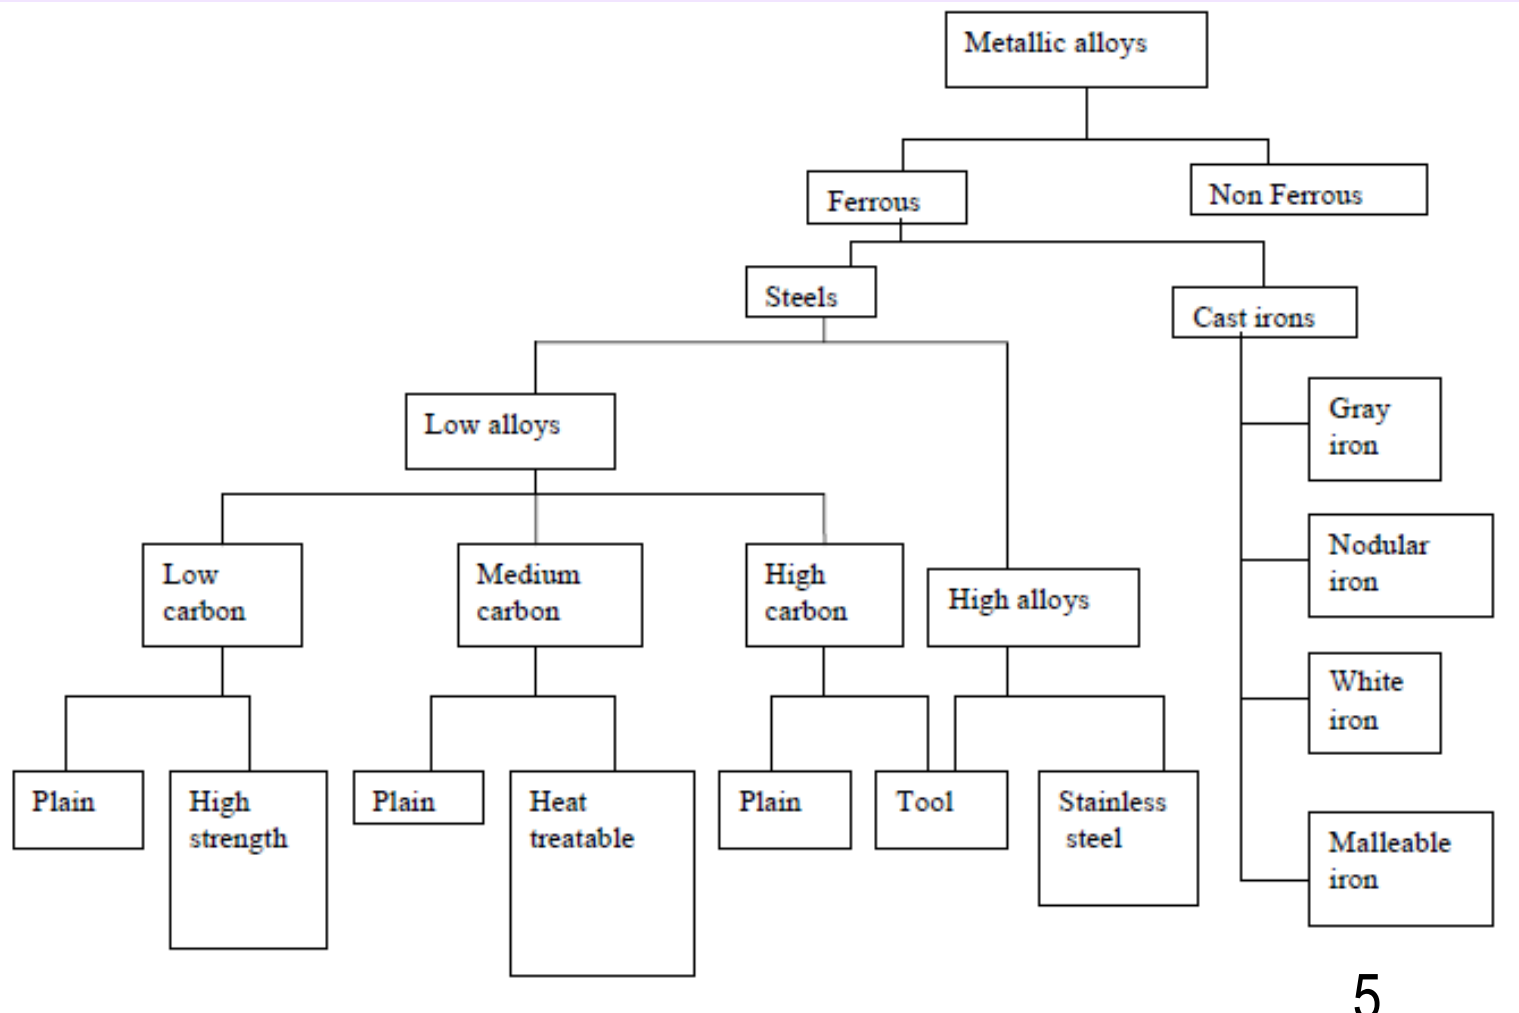 Metallic alloys
Ferrous
Non Ferrous
Steels
Cast irons
Low alloys
Gray
iron
Nodular
iron
Low
carbon
Medium
carbon
High
carbon
High alloys
White
iron
Plain
High
strength
Plain
Heat
treatable
Plain
Tool
Stainless
steel
Malleable
iron
5